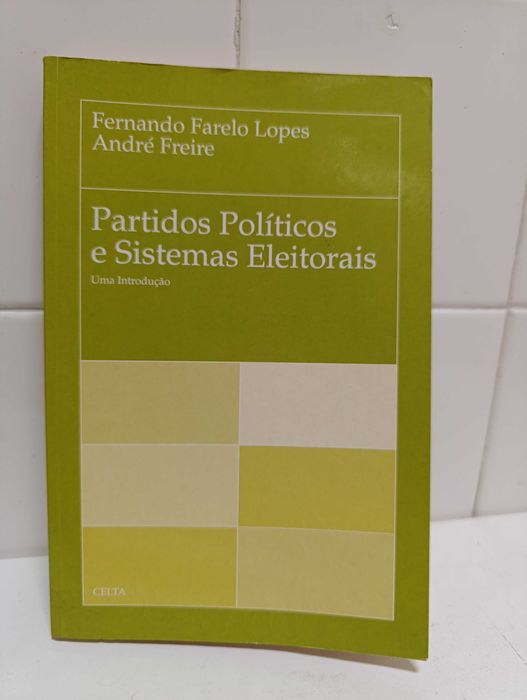 Fernando Farelo Lopes
André Freire
Partidos Políticos
e Sistemas Eleitorais
Uma Introdução
CELTA